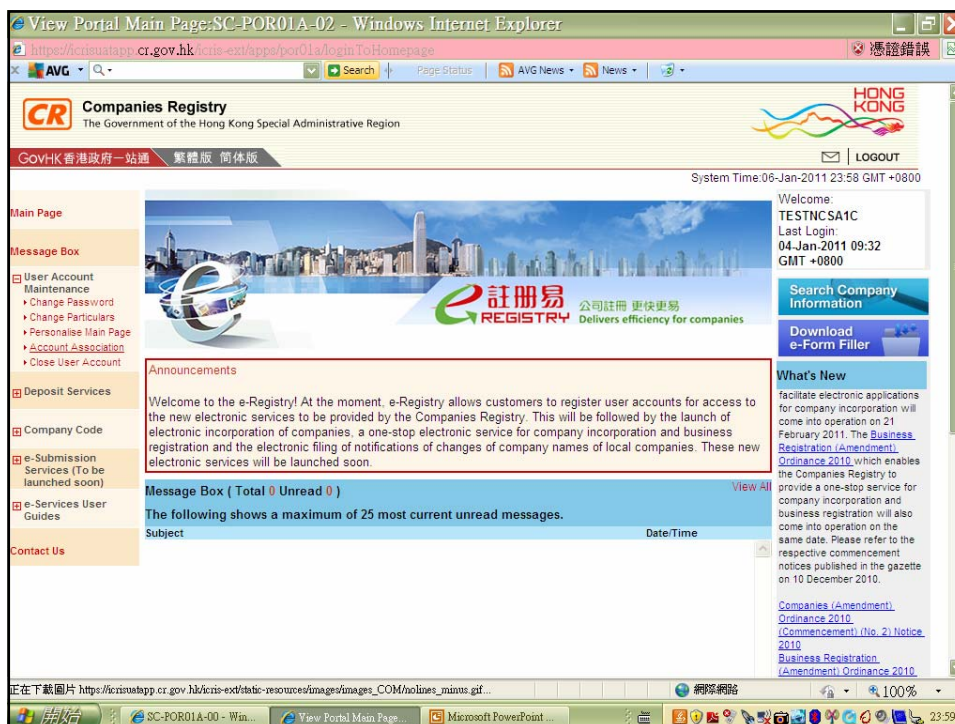 View Portal Main Page:SC-POR01A-02 - Windows Internet Explorer
https://icrisuatapp.cr.gov.hk/icris-ext/apps/por01a/loginToHomepage
憑證錯誤
AVG
Search
Page Status
AVG News
News
CR
Companies Registry
The Government of the Hong Kong Special Administrative Region
HONG
KONG
GOVHK香港政府一站通
繁體版 简体版
LOGOUT
System Time:06-Jan-2011 23:58 GMT +0800
Main Page
Message Box
User Account
Maintenance
Change Password
Change Particulars
Personalise Main Page
Account Association
Close User Account
Deposit Services
Company Code
e-Submission
Services (To be
launched soon)
e-Services User
Guides
Contact Us
e註冊易
REGISTRY
公司註冊 更快更易
Delivers efficiency for companies
Announcements
Welcome to the e-Registry! At the moment, e-Registry allows customers to register user accounts for access to
the new electronic services to be provided by the Companies Registry. This will be followed by the launch of
electronic incorporation of companies, a one-stop electronic service for company incorporation and business
registration and the electronic filing of notifications of changes of company names of local companies. These new
electronic services will be launched soon.
Message Box ( Total 0 Unread 0 )
View All
The following shows a maximum of 25 most current unread messages.
Subject
Date/Time
Welcome:
TESTNCSA1C
Last Login:
04-Jan-2011 09:32
GMT +0800
Search Company
Information
Download
e-Form Filler
What's New
facilitate electronic applications
for company incorporation will
come into operation on 21
February 2011. The Business
Registration (Amendment)
Ordinance 2010 which enables
the Companies Registry to
provide a one-stop service for
company incorporation and
business registration will also
come into operation on the
same date. Please refer to the
respective commencement
notices published in the gazette
on 10 December 2010.
Companies (Amendment)
Ordinance 2010
(Commencement) (No. 2) Notice
2010
Business Registration
(Amendment) Ordinance 2010
正在下載圖片 https://icrisuatapp.cr.gov.hk/icris-ext/static-resources/images/images_COM/nolines_minus.gif...
網際網路
100%
開始
SC-POR01A-00 - Win...
View Portal Main Page...
Microsoft PowerPoint ...
23:59